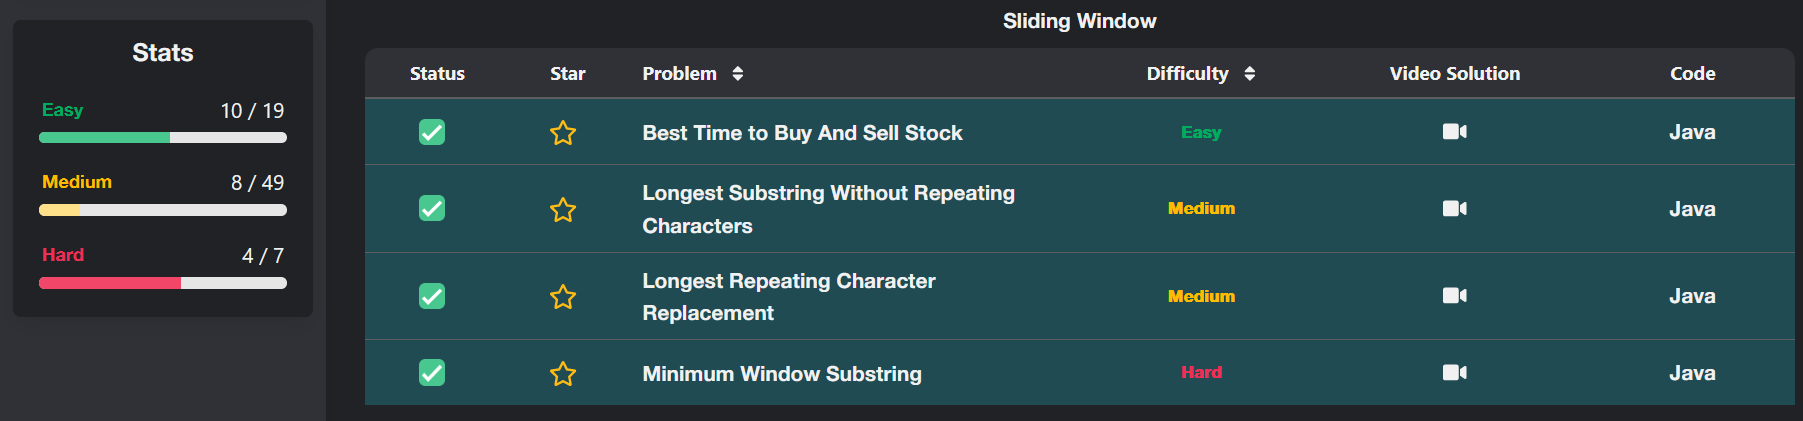 Stats
Easy 10 / 19
Medium 8 / 49
Hard 4 / 7
Sliding Window
Status Star Problem Difficulty Video Solution Code
Best Time to Buy And Sell Stock Easy Java
Longest Substring Without Repeating
Characters Medium Java
Longest Repeating Character
Replacement Medium Java
Minimum Window Substring Hard Java